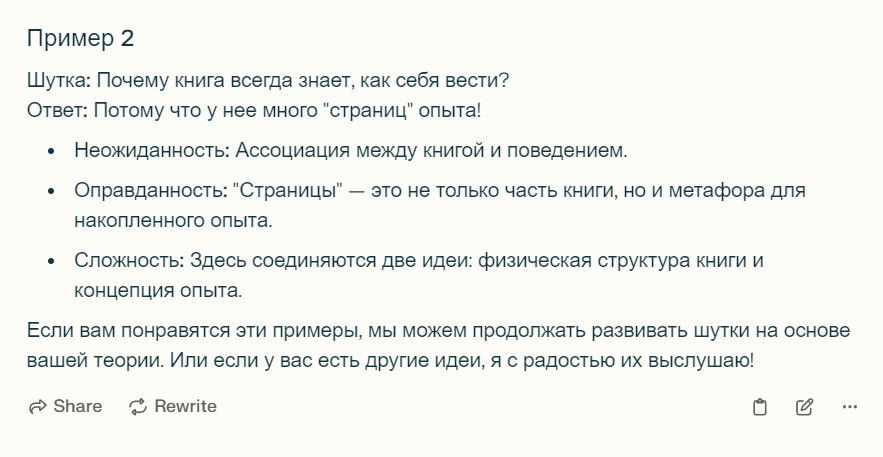 Пример 2
Шутка: Почему книга всегда знает, как себя вести?
Ответ: Потому что у нее много "страниц" опыта!
• Неожиданность: Ассоциация между книгой и поведением.
• Оправданность: "Страницы" — это не только часть книги, но и метафора для
накопленного опыта.
• Сложность: Здесь соединяются две идеи: физическая структура книги и
концепция опыта.
Если вам понравятся эти примеры, мы можем продолжать развивать шутки на основе
вашей теории. Или если у вас есть другие идеи, я с радостью их выслушаю!
Share Rewrite